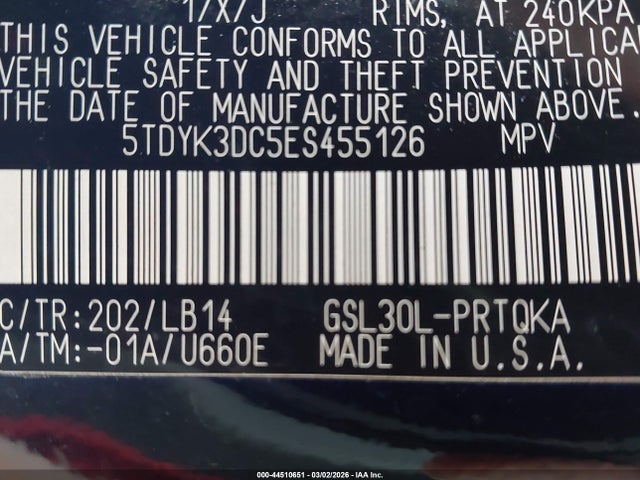 1/X/J RIMS, AT 240KPA
THIS VEHICLE CONFORMS TO ALL APPLICA
VEHICLE SAFETY AND THEFT PREVENTION
THE DATE OF MANUFACTURE SHOWN ABOVE.
5TDYK3DC5ES455126 MPV
C/TR:202/LB14 GSL30L-PRTQKA
A/TM:-01A/U660E MADE IN U.S.A.
000-44510651 - 03/02/2026 - IAA Inc.